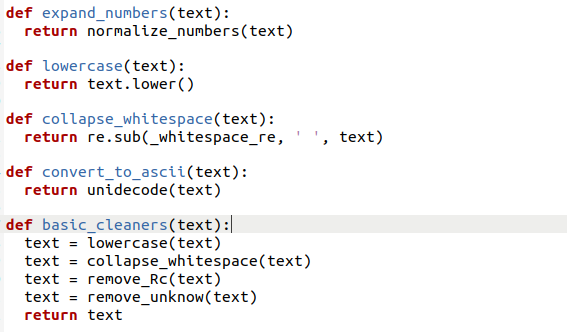 def expand_numbers(text):
  return normalize_numbers(text)

def lowercase(text):
  return text.lower()

def collapse_whitespace(text):
  return re.sub(_whitespace_re, ' ', text)

def convert_to_ascii(text):
  return unidecode(text)

def basic_cleaners(text):
  text = lowercase(text)
  text = collapse_whitespace(text)
  text = remove_Rc(text)
  text = remove_unknow(text)
  return text